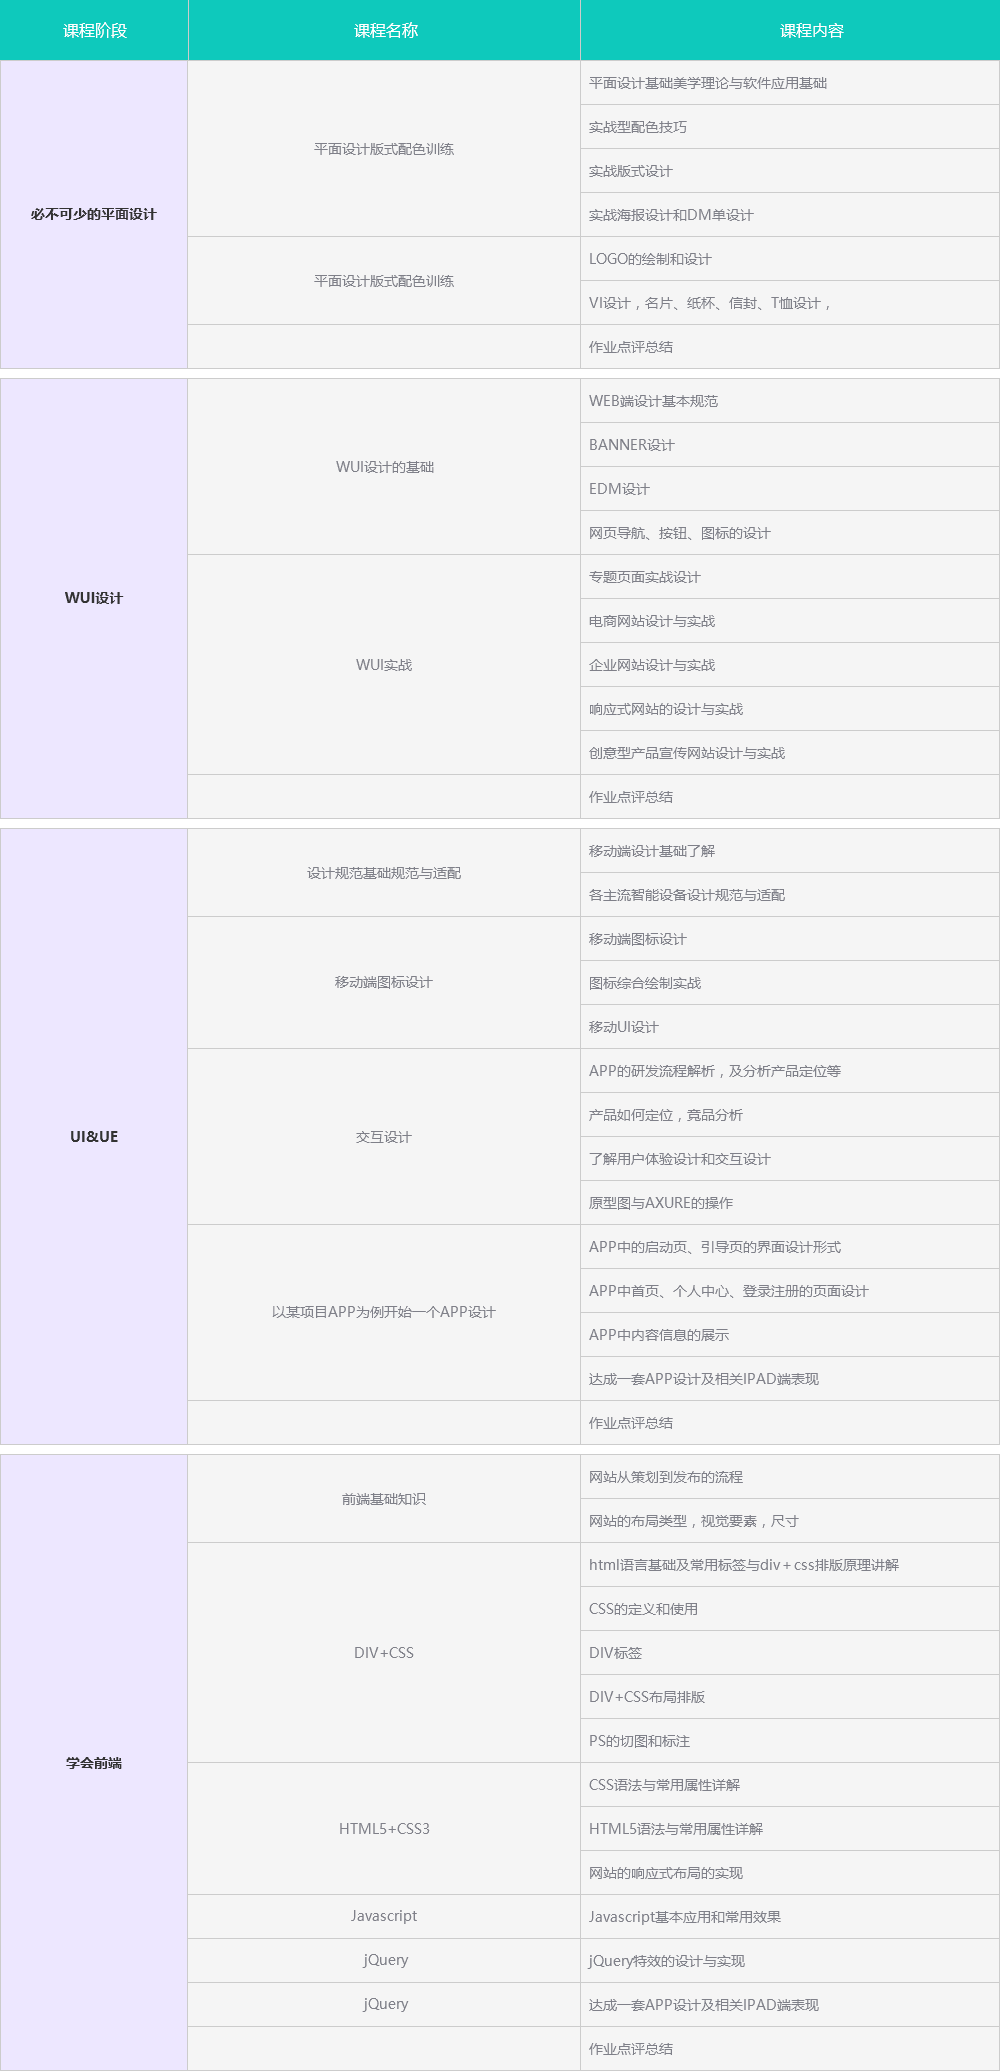 课程阶段
课程名称
课程内容
平面设计基础美学理论与软件应用基础
实战型配色技巧
平面设计版式配色训练
实战版式设计
实战海报设计和DM单设计
必不可少的平面设计
LOGO的绘制和设计
平面设计版式配色训练
VI设计，名片、纸杯、信封、T恤设计，
作业点评总结
WEB端设计基本规范
BANNER设计
WUI设计的基础
EDM设计
网页导航、按钮、图标的设计
专题页面实战设计
WUI设计
电商网站设计与实战
WUI实战
企业网站设计与实战
响应式网站的设计与实战
创意型产品宣传网站设计与实战
作业点评总结
移动端设计基础了解
设计规范基础规范与适配
各主流智能设备设计规范与适配
移动端图标设计
移动端图标设计
图标综合绘制实战
移动UI设计
APP的研发流程解析，及分析产品定位等
产品如何定位，竟品分析
UI&UE
交互设计
了解用户体验设计和交互设计
原型图与AXURE的操作
APP中的启动页、引导页的界面设计形式
APP中首页、个人中心、登录注册的页面设计
以某项目APP为例开始一个APP设计
APP中内容信息的展示
达成一套APP设计及相关IPAD端表现
作业点评总结
网站从策划到发布的流程
前端基础知识
网站的布局类型，视觉要素，尺寸
html语言基础及常用标签与div＋css排版原理讲解
CSS的定义和使用
DIV+CSS
DIV标签
DIV+CSS布局排版
PS的切图和标注
学会前端
CSS语法与常用属性详解
HTML5+CSS3
HTML5语法与常用属性详解
网站的响应式布局的实现
Javascript
Javascript基本应用和常用效果
jQuery
jQuery特效的设计与实现
jQuery
达成一套APP设计及相关IPAD端表现
作业点评总结